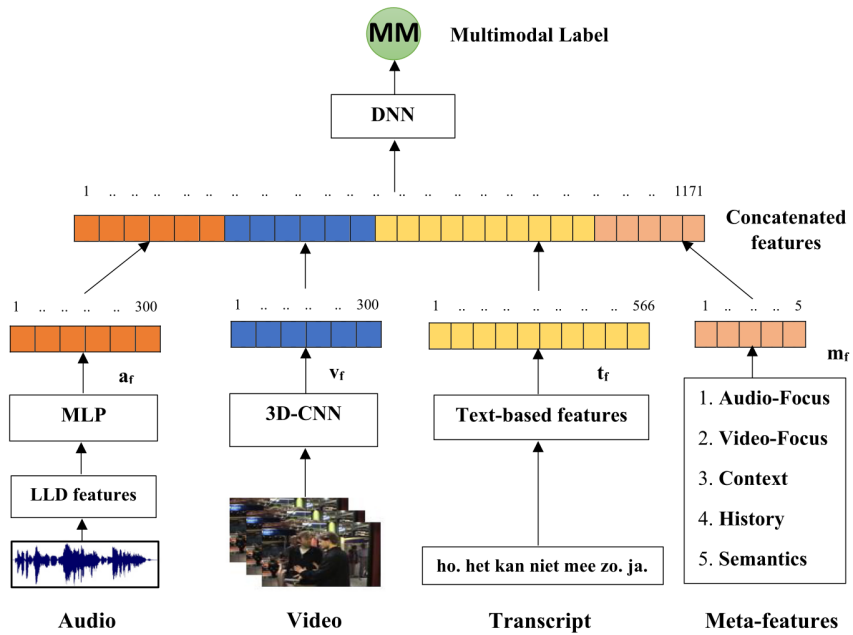 MM
Multimodal Label
DNN
1 .. .. .. .. .. .. .. .. .. .. .. .. .. .. .. .. .. .. .. .. .. .. 1171
Concatenated
features
1 .. .. .. .. 300
1 .. .. .. .. 300
1 .. .. .. .. .. .. .. 566
1 .. .. .. 5
af
vf
tf
mf
MLP
3D-CNN
Text-based features
1. Audio-Focus
2. Video-Focus
3. Context
4. History
5. Semantics
LLD features
ho. het kan niet mee zo. ja.
Audio
Video
Transcript
Meta-features